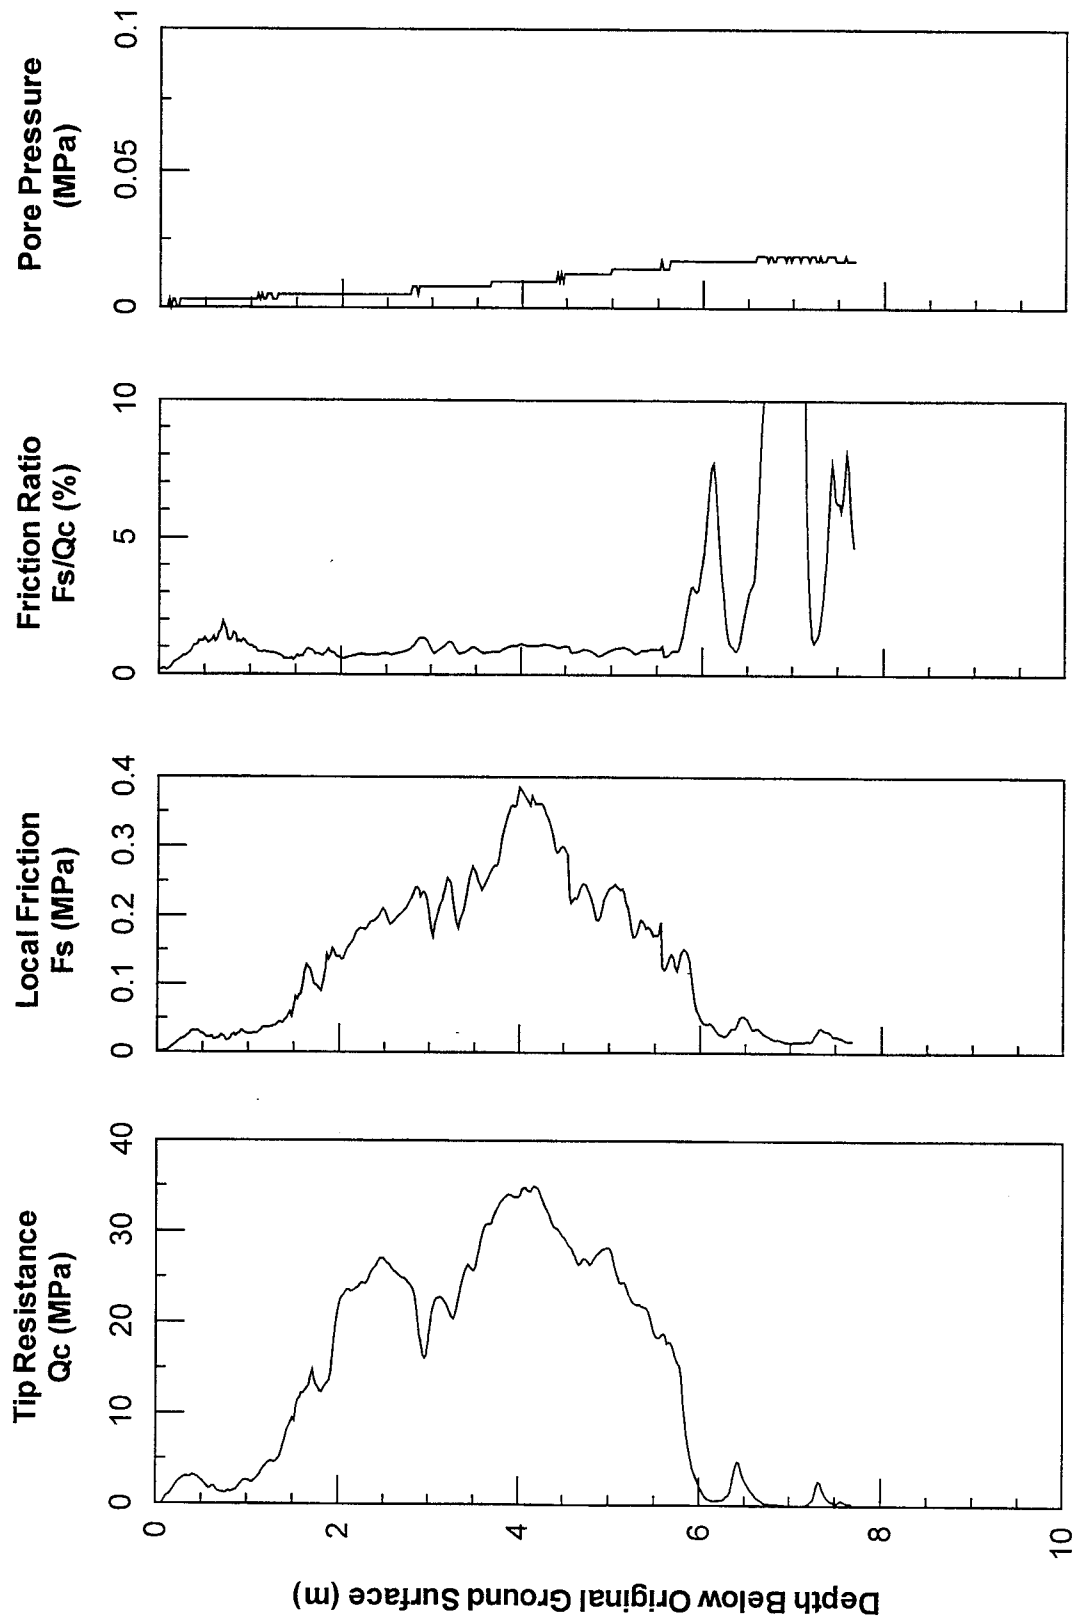 Tip Resistance
Qc (MPa)
0
10
20
30
40
Local Friction
Fs (MPa)
0
0.1
0.2
0.3
0.4
Friction Ratio
Fs/Qc (%)
0
5
10
Pore Pressure
(MPa)
0
0.05
0.1
Depth Below Original Ground Surface (m)
0
2
4
6
8
10